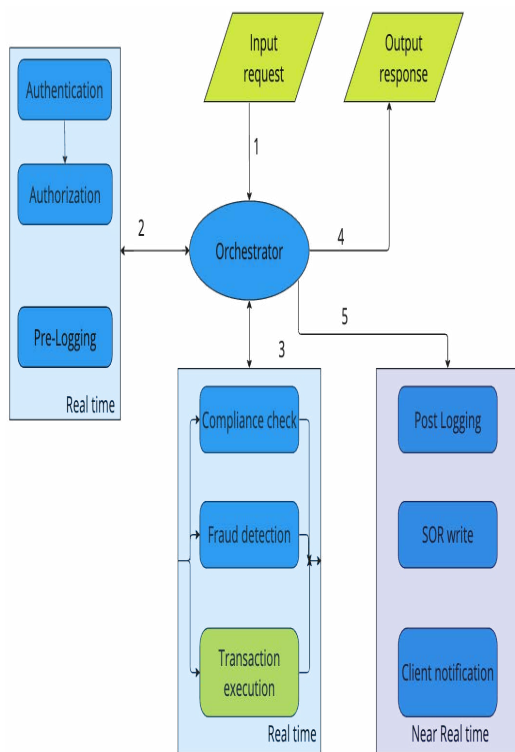 Input
request
Output
response
Authentication
Authorization
Pre-Logging
Real time
1
2
Orchestrator
4
3
5
Compliance check
Fraud detection
Transaction
execution
Real time
Post Logging
SOR write
Client notification
Near Real time